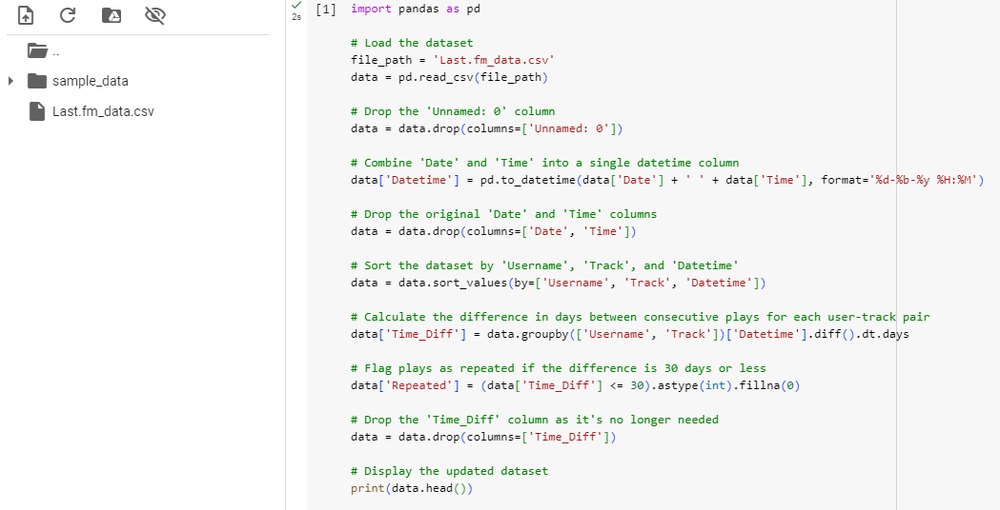 ..
sample_data
Last.fm_data.csv
2s
[1] import pandas as pd
# Load the dataset
file_path = 'Last.fm_data.csv'
data = pd.read_csv(file_path)
# Drop the 'Unnamed: 0' column
data = data.drop(columns=['Unnamed: 0'])
# Combine 'Date' and 'Time' into a single datetime column
data['Datetime'] = pd.to_datetime(data['Date'] + ' ' + data['Time'], format='%d-%b-%y %H:%M')
# Drop the original 'Date' and 'Time' columns
data = data.drop(columns=['Date', 'Time'])
# Sort the dataset by 'Username', 'Track', and 'Datetime'
data = data.sort_values(by=['Username', 'Track', 'Datetime'])
# Calculate the difference in days between consecutive plays for each user-track pair
data['Time_Diff'] = data.groupby(['Username', 'Track'])['Datetime'].diff().dt.days
# Flag plays as repeated if the difference is 30 days or less
data['Repeated'] = (data['Time_Diff'] <= 30).astype(int).fillna(0)
# Drop the 'Time_Diff' column as it's no longer needed
data = data.drop(columns=['Time_Diff'])
# Display the updated dataset
print(data.head())